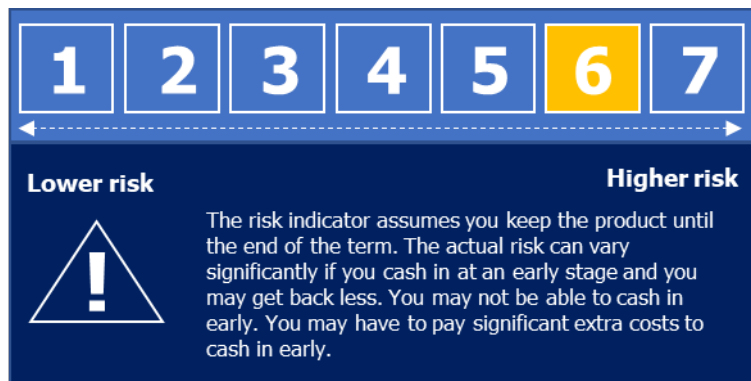 1 2 3 4 5 6 7
Lower risk
Higher risk
!
The risk indicator assumes you keep the product until
the end of the term. The actual risk can vary
significantly if you cash in at an early stage and you
may get back less. You may not be able to cash in
early. You may have to pay significant extra costs to
cash in early.